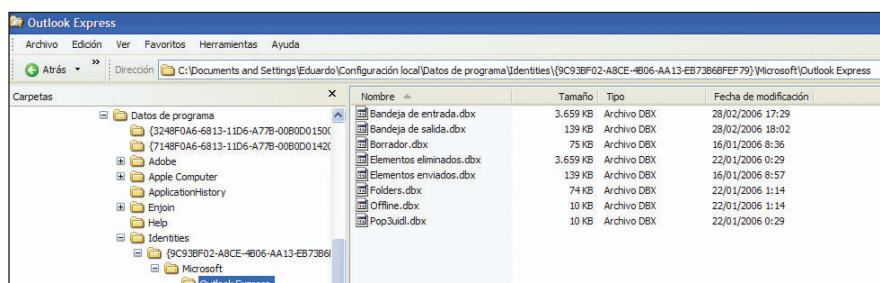 Outlook Express
Archivo Edición Ver Favoritos Herramientas Ayuda
Atrás » Dirección C:\Documents and Settings\Eduardo\Configuración local\Datos de programa\Identities\{9C93BF02-A8CE-4B06-AA13-EB73B6BFEF79}\Microsoft\Outlook Express
Carpetas × Nombre Tamaño Tipo Fecha de modificación
Datos de programa
{3248F0A6-6813-11D6-A77B-00B0D0150
{7148F0A6-6813-11D6-A77B-00B0D0142
Adobe
Apple Computer
ApplicationHistory
Enjoin
Help
Identities
{9C93BF02-A8CE-4B06-AA13-EB73B6
Microsoft
Outlook Express
Bandeja de entrada.dbx 3.659 KB Archivo DBX 28/02/2006 17:29
Bandeja de salida.dbx 139 KB Archivo DBX 28/02/2006 18:02
Borrador.dbx 75 KB Archivo DBX 16/01/2006 8:36
Elementos eliminados.dbx 3.659 KB Archivo DBX 22/01/2006 0:29
Elementos enviados.dbx 139 KB Archivo DBX 16/01/2006 8:57
Folders.dbx 74 KB Archivo DBX 22/01/2006 1:14
Offline.dbx 10 KB Archivo DBX 22/01/2006 1:14
Pop3uidl.dbx 10 KB Archivo DBX 22/01/2006 0:29